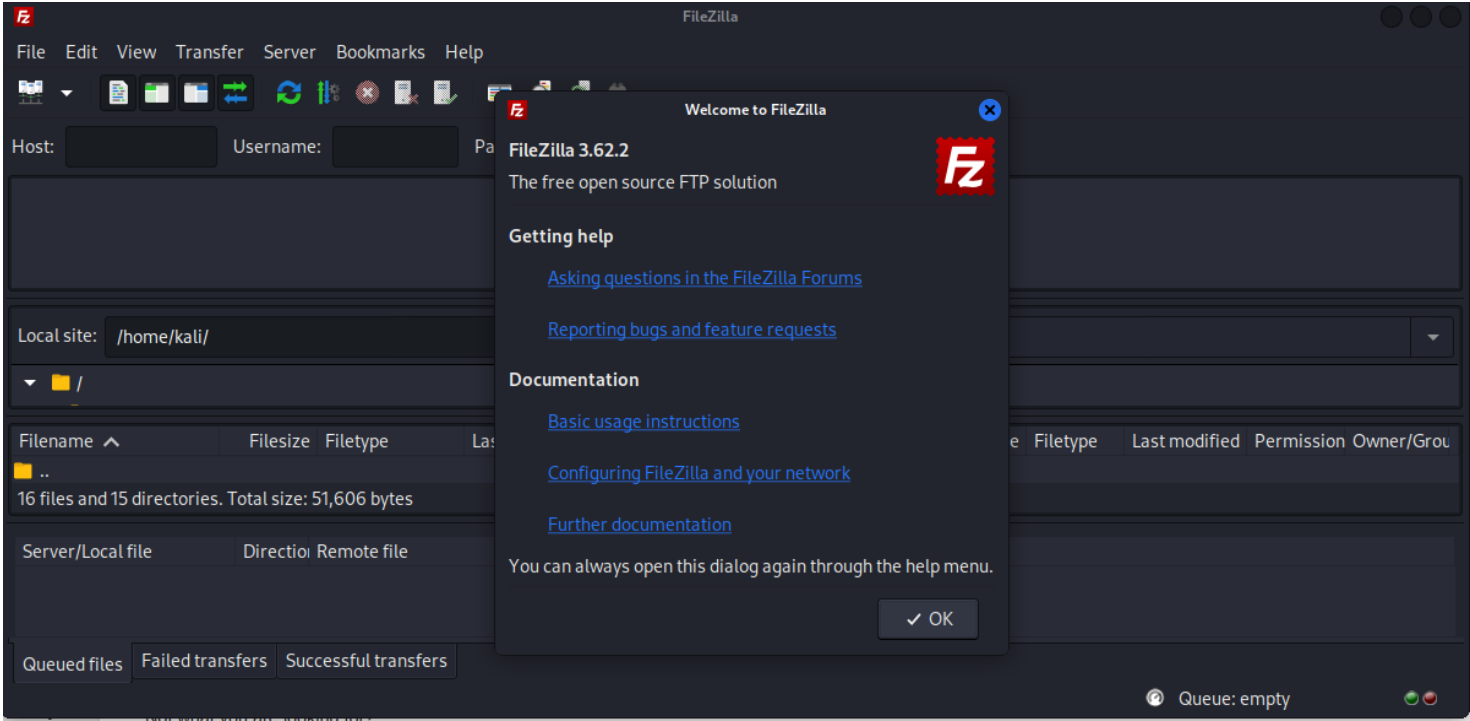 FileZilla
File Edit View Transfer Server Bookmarks Help
Welcome to FileZilla
Host: Username: Pa
FileZilla 3.62.2
The free open source FTP solution
Getting help
Asking questions in the FileZilla Forums
Reporting bugs and feature requests
Local site: /home/kali/
/
Documentation
Basic usage instructions
Configuring FileZilla and your network
Further documentation
Filename Filesize Filetype Las e Filetype Last modified Permission Owner/Grou
..
16 files and 15 directories. Total size: 51,606 bytes
Server/Local file Direction Remote file
You can always open this dialog again through the help menu.
OK
Queued files Failed transfers Successful transfers
Queue: empty